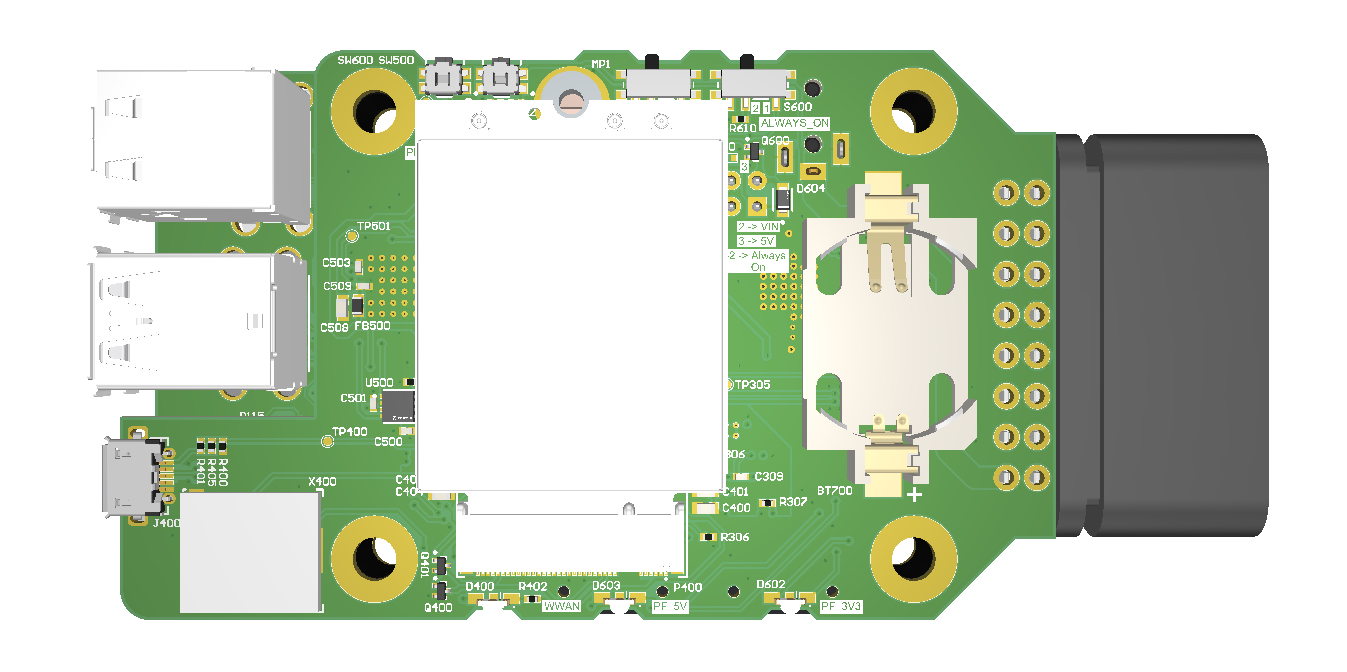 SW600 SW500
MP1
2 1
S600
R610
ALWAYS_ON
Q600
3
D604
TP501
2 -> VIN
3 -> 5V
-2 -> Always
On
C503
C509
C508
FB500
U500
TP305
C501
TP400
C500
R401
R405
R400
X400
C309
BT700
+
C401
R307
C400
J400
R306
Q401
D400
R402
D603
P400
D602
Q400
WWAN
PF 5V
PF 3V3